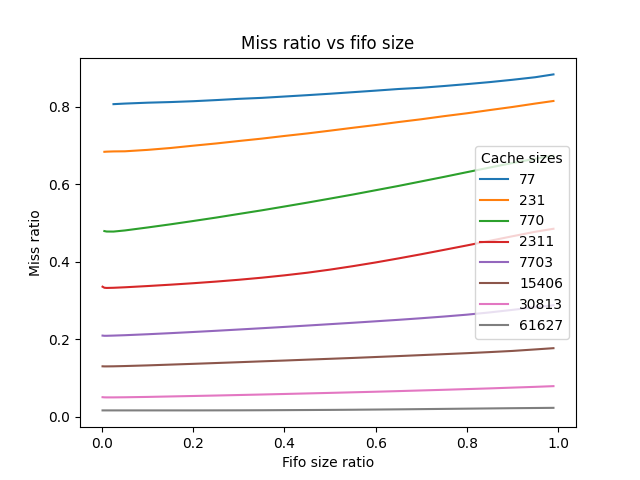 Miss ratio vs fifo size
Miss ratio
0.8
0.6
0.4
0.2
0.0
Cache sizes
77
231
770
2311
7703
15406
30813
61627
0.0 0.2 0.4 0.6 0.8 1.0
Fifo size ratio